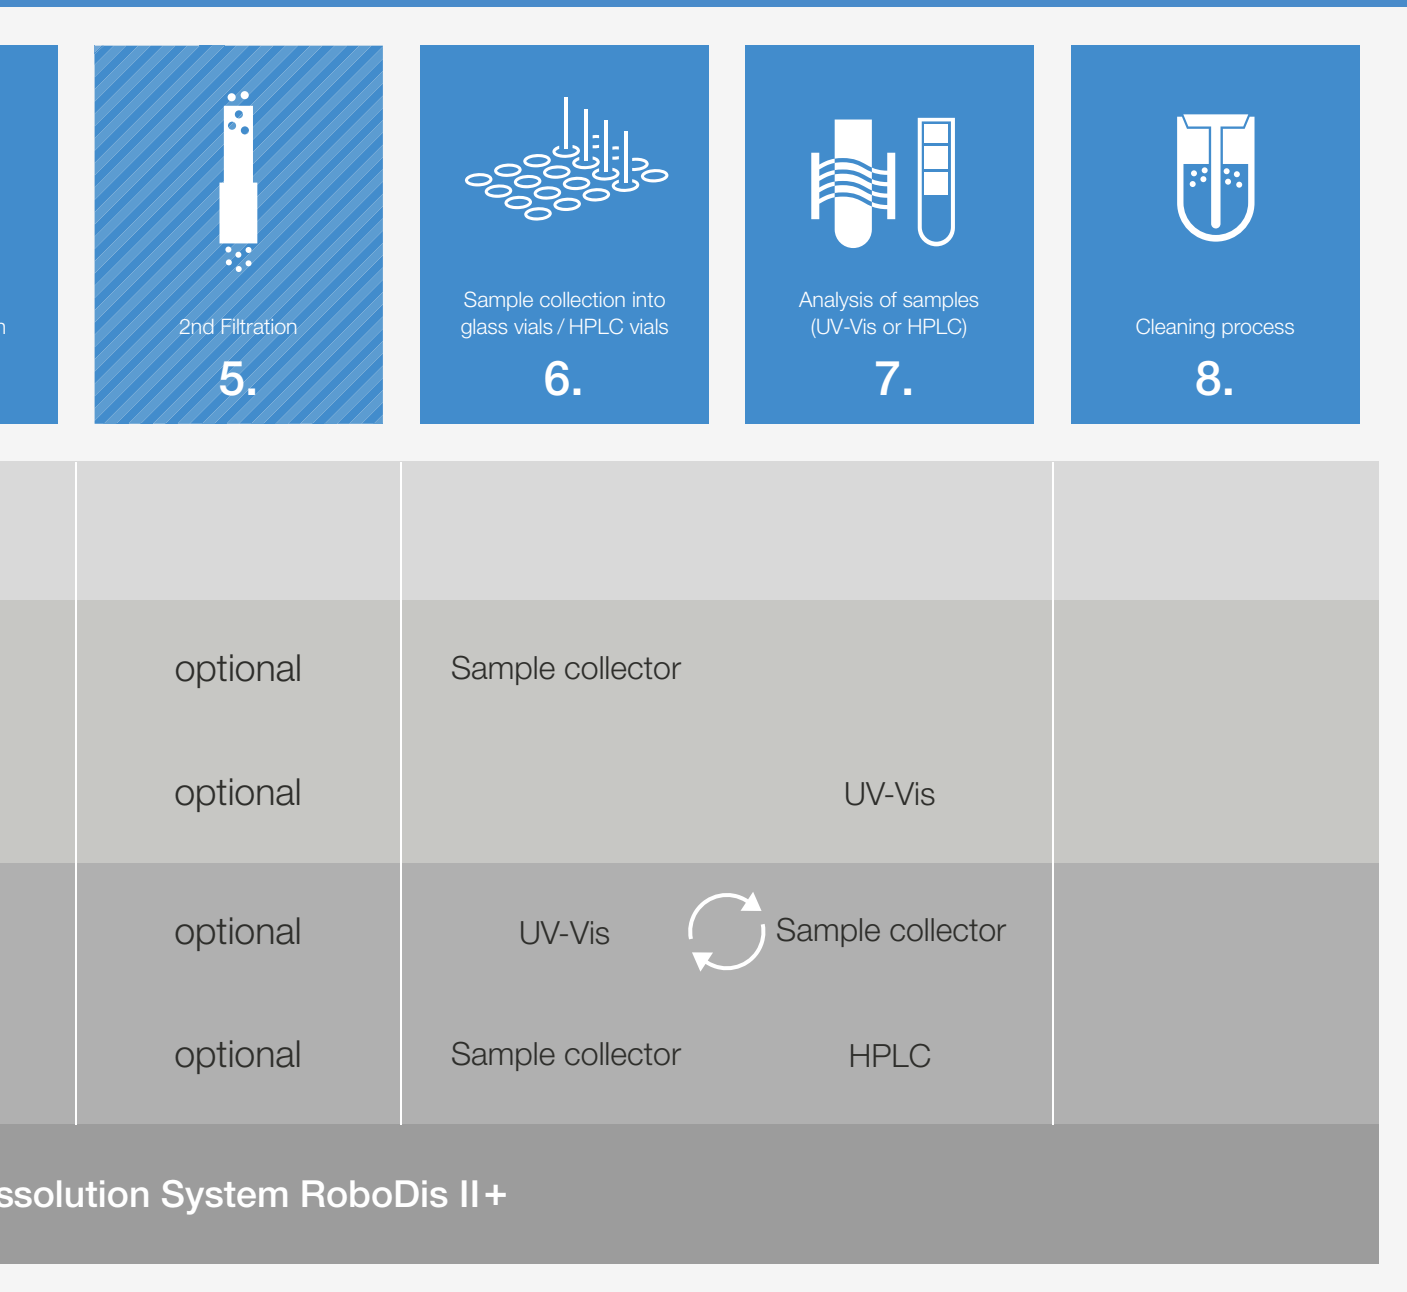 2nd Filtration
5.
Sample collection into
glass vials / HPLC vials
6.
Analysis of samples
(UV-Vis or HPLC)
7.
Cleaning process
8.
optional
Sample collector
optional
UV-Vis
optional
UV-Vis
Sample collector
optional
Sample collector
HPLC
ssolution System RoboDis II+